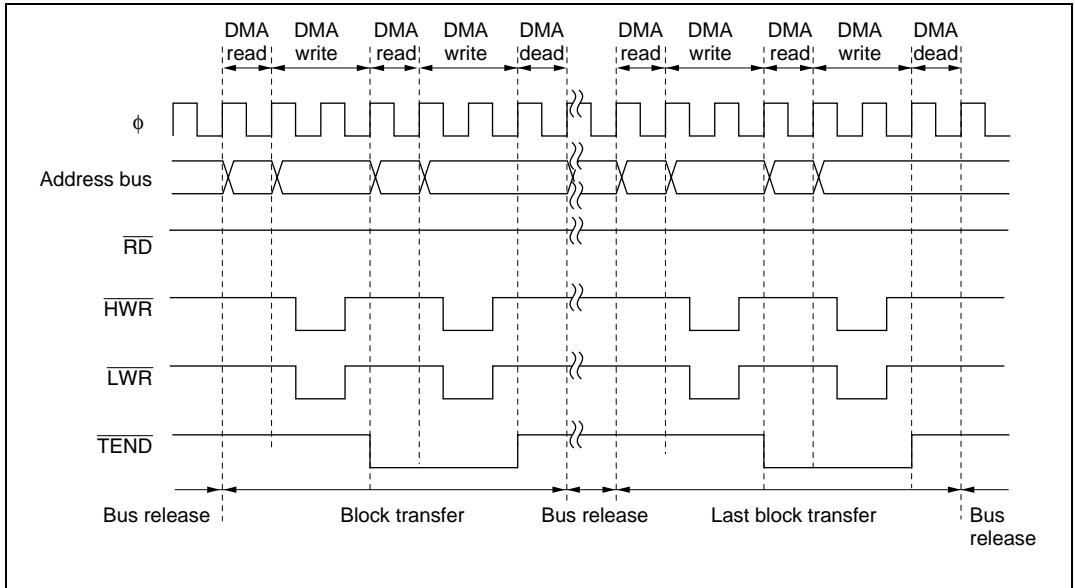 DMA DMA DMA DMA DMA DMA DMA DMA DMA DMA
read write read write dead read write read write dead
φ
Address bus
RD
HWR
LWR
TEND
Bus release Block transfer Bus release Last block transfer Bus
release